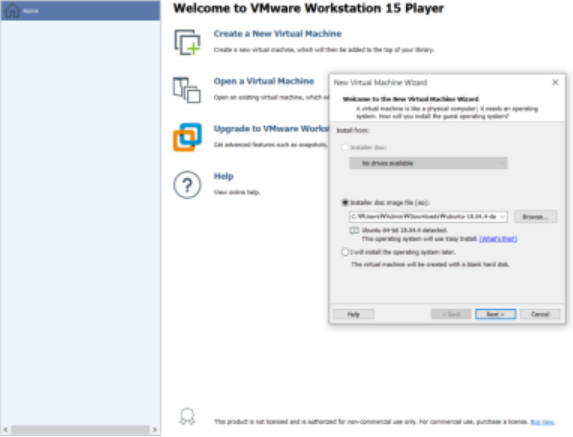 Home
Welcome to VMware Workstation 15 Player
Create a New Virtual Machine
Create a new virtual machine, which will then be added to the top of your library.
Open a Virtual Machine
Open an existing virtual machine, which wi
Upgrade to VMware Works
Get advanced features such as snapshots,
Help
View online help.
New Virtual Machine Wizard
Welcome to the New Virtual Machine Wizard
A virtual machine is like a physical computer; it needs an operating
system. How will you install the guest operating system?
Install from:
Installer disc:
No drives available
Installer disc image file (iso):
C:₩Users₩Admin₩Downloads₩ubuntu-18.04.4-de
Browse...
Ubuntu 64-bit 18.04.4 detected.
This operating system will use Easy Install. (What's this?)
I will install the operating system later.
The virtual machine will be created with a blank hard disk.
Help
< Back
Next >
Cancel
This product is not licensed and is authorized for non-commercial use only. For commercial use, purchase a license. Buy now.